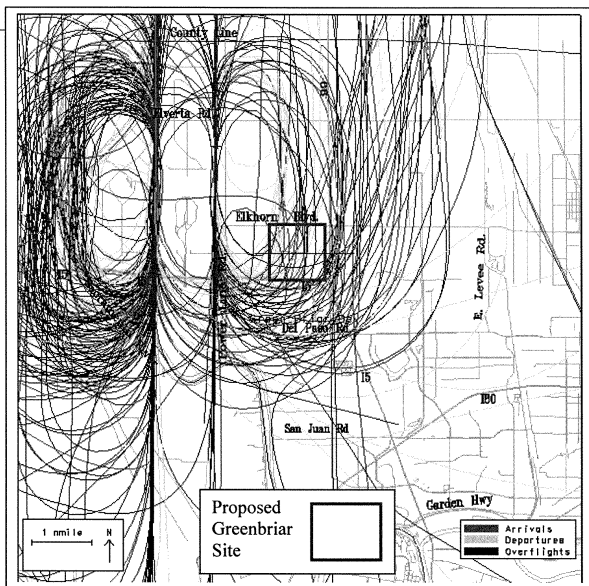 County Line
Elverta Rd
99
Elkhorn Blvd.
E. Levee Rd.
Del Paso Rd
I5
I80
San Juan Rd
Garden Hwy
1 nmile
N
Proposed
Greenbriar
Site
Arrivals
Departures
Overflights